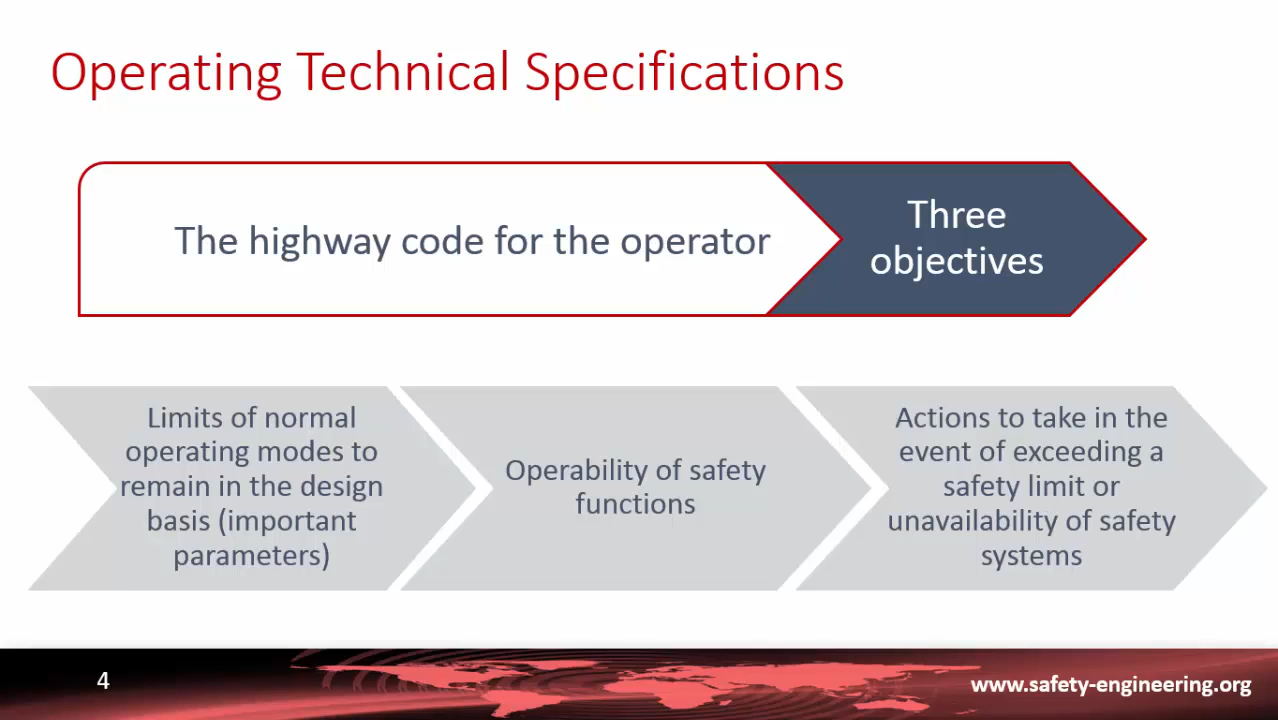 Operating Technical Specifications
The highway code for the operator
Three
objectives
Limits of normal
operating modes to
remain in the design
basis (important
parameters)
Operability of safety
functions
Actions to take in the
event of exceeding a
safety limit or
unavailability of safety
systems
4
www.safety-engineering.org